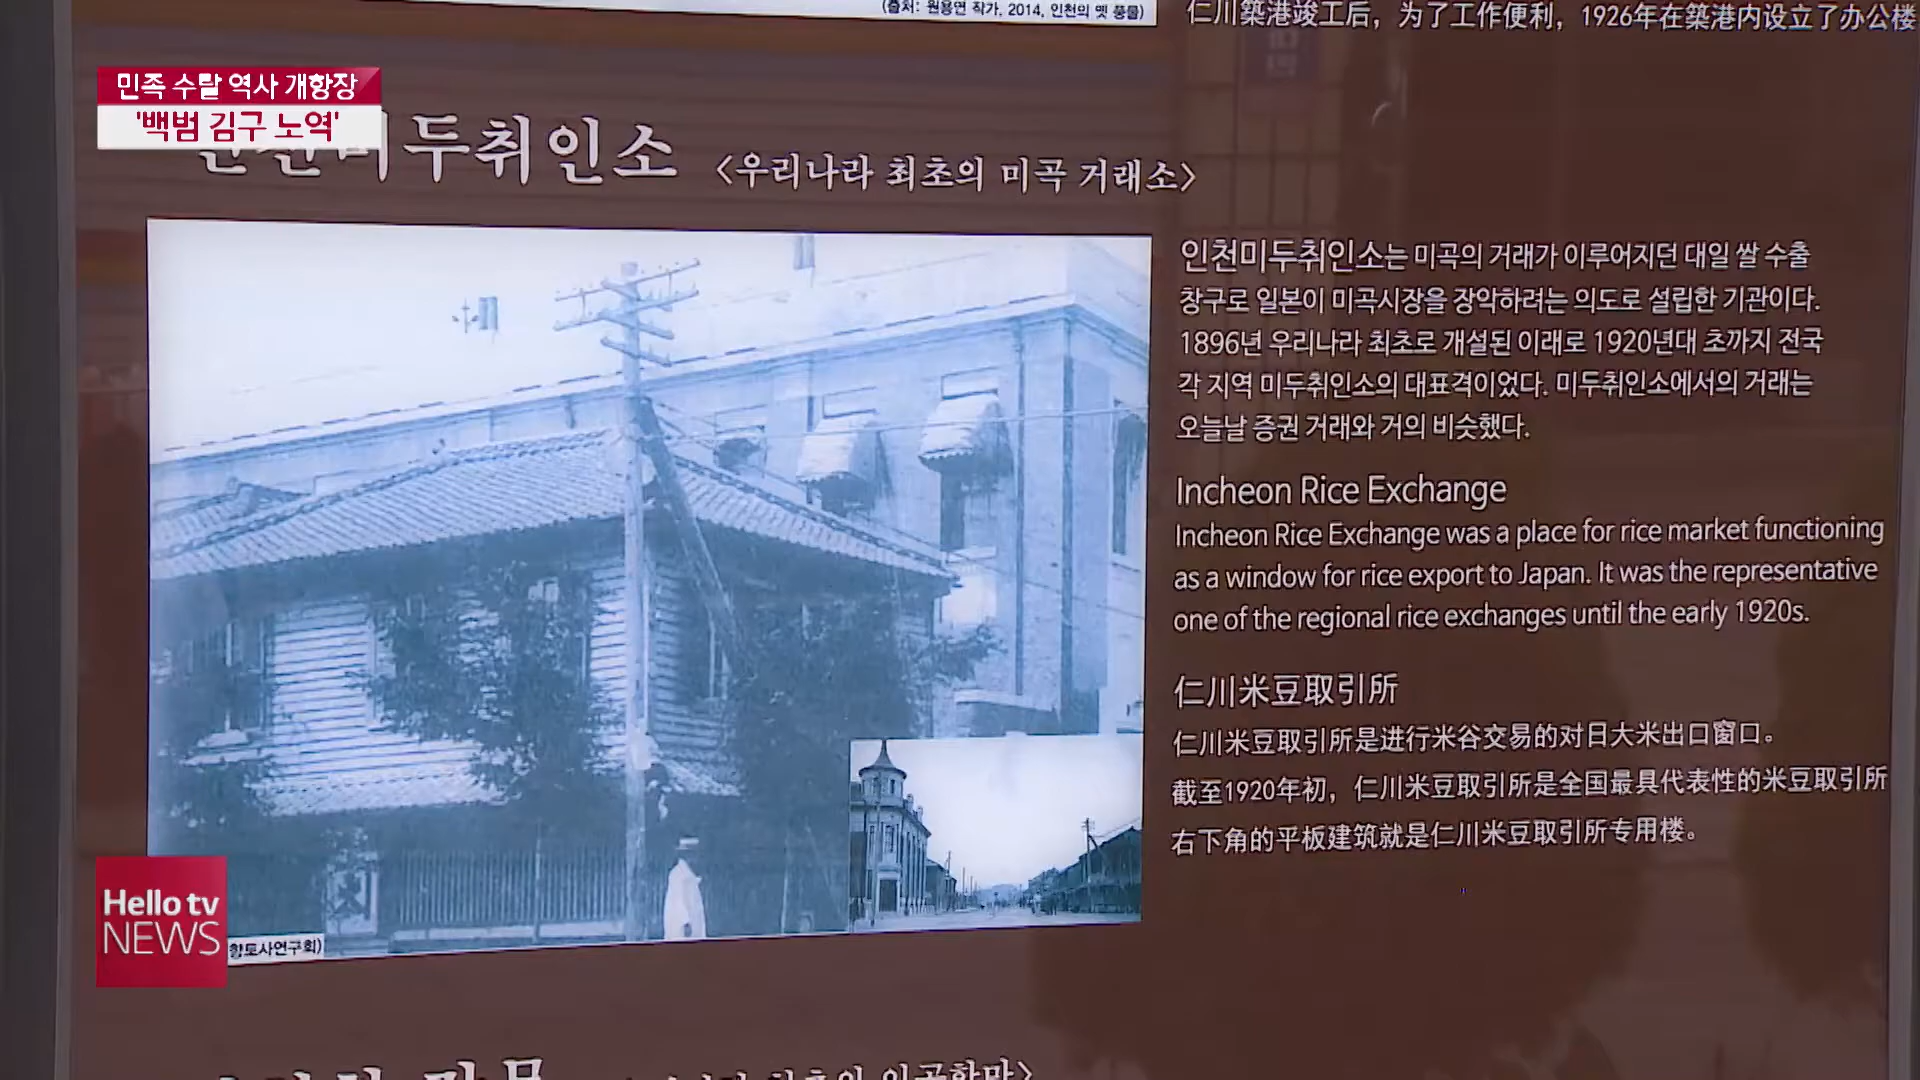 (출처: 원용연 작가, 2014, 인천의 옛 풍물)
仁川築港竣工后，为了工作便利，1926年在築港内设立了办公楼
민족 수탈 역사 개항장
'백범 김구 노역'
인천미두취인소 <우리나라 최초의 미곡 거래소>
인천미두취인소는 미곡의 거래가 이루어지던 대일 쌀 수출
창구로 일본이 미곡시장을 장악하려는 의도로 설립한 기관이다.
1896년 우리나라 최초로 개설된 이래로 1920년대 초까지 전국
각 지역 미두취인소의 대표격이었다. 미두취인소에서의 거래는
오늘날 증권 거래와 거의 비슷했다.
Incheon Rice Exchange
Incheon Rice Exchange was a place for rice market functioning
as a window for rice export to Japan. It was the representative
one of the regional rice exchanges until the early 1920s.
仁川米豆取引所
仁川米豆取引所是进行米谷交易的对日大米出口窗口。
截至1920年初，仁川米豆取引所是全国最具代表性的米豆取引所
右下角的平板建筑就是仁川米豆取引所专用楼。
Hello tv
NEWS
향토사연구회)